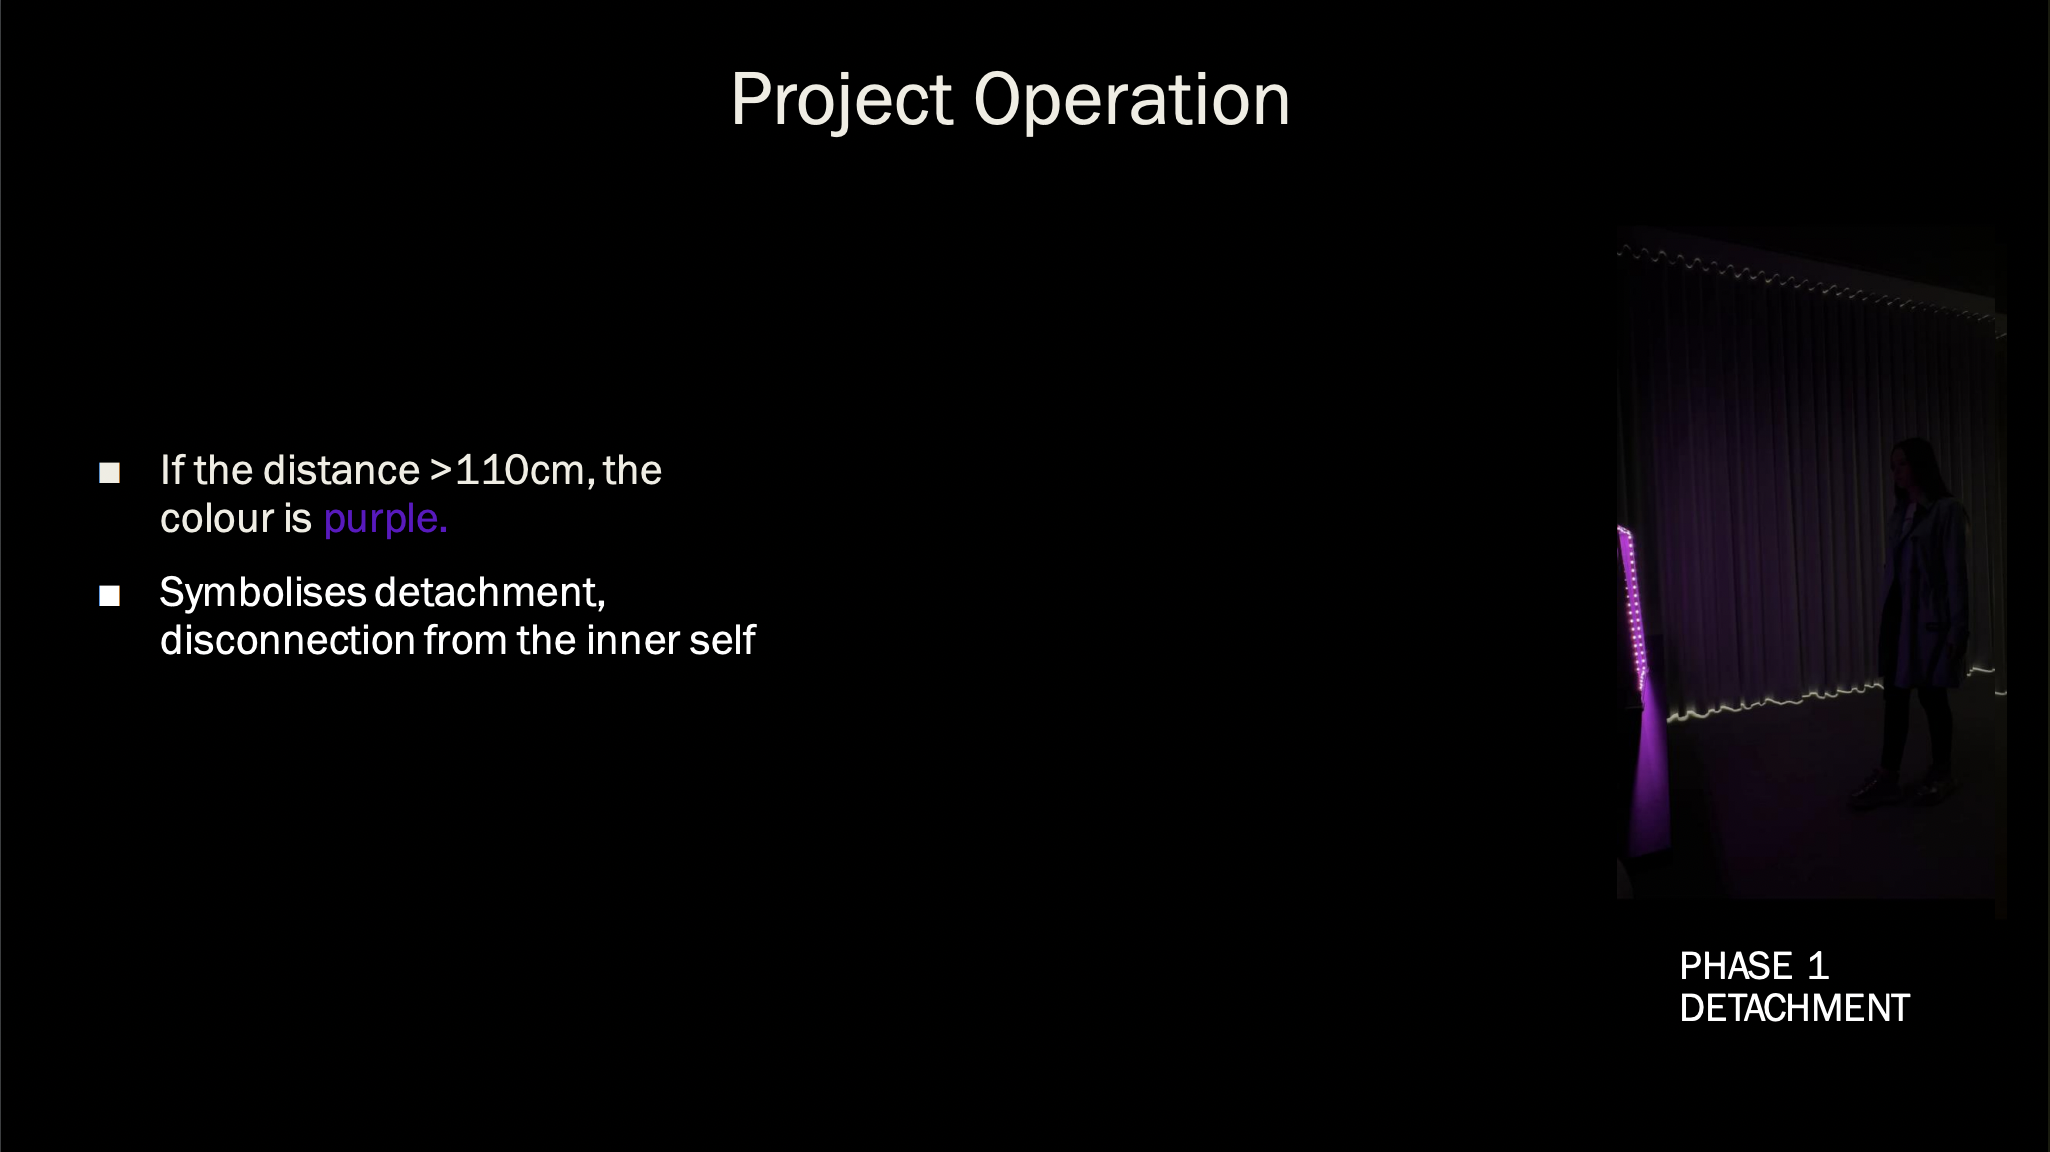 Project Operation
■ If the distance >110cm, the
colour is purple.
■ Symbolises detachment,
disconnection from the inner self
PHASE 1
DETACHMENT